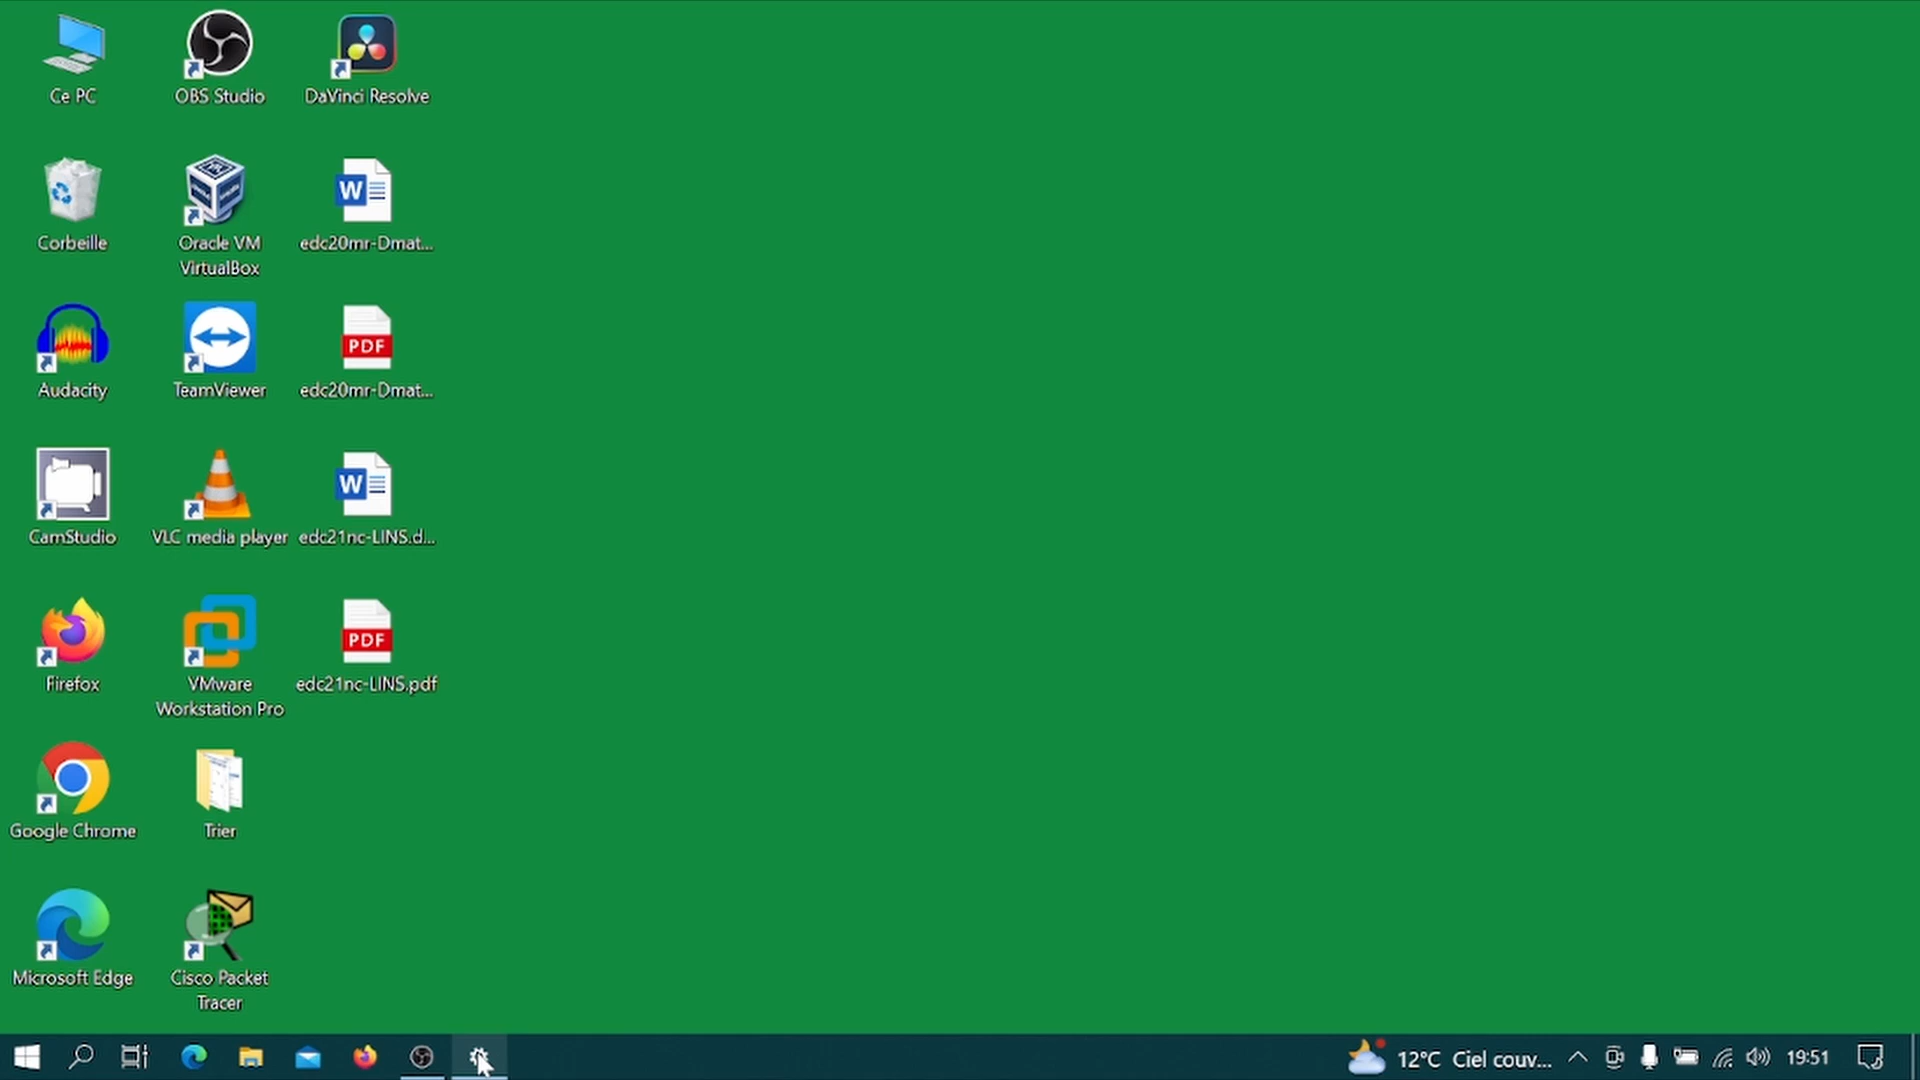 Ce PC
OBS Studio
DaVinci Resolve
Corbeille
Oracle VM
VirtualBox
W
edc20mr-Dmat...
Audacity
TeamViewer
PDF
edc20mr-Dmat...
CamStudio
VLC media player
W
edc21nc-LINS.d...
Firefox
VMware
Workstation Pro
PDF
edc21nc-LINS.pdf
Google Chrome
Trier
Microsoft Edge
Cisco Packet
Tracer
12°C Ciel couv...
19:51